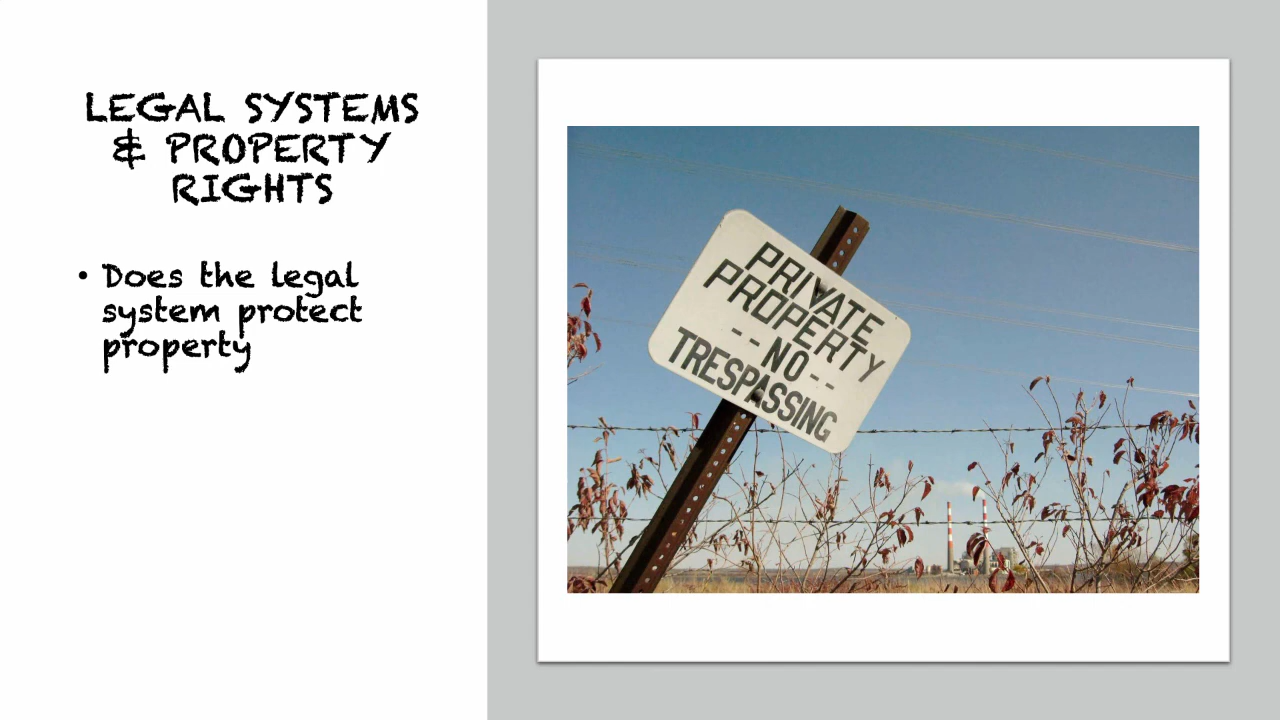 LEGAL SYSTEMS
& PROPERTY
RIGHTS
• Does the legal
system protect
property
PRIVATE
PROPERTY
--NO--
TRESPASSING